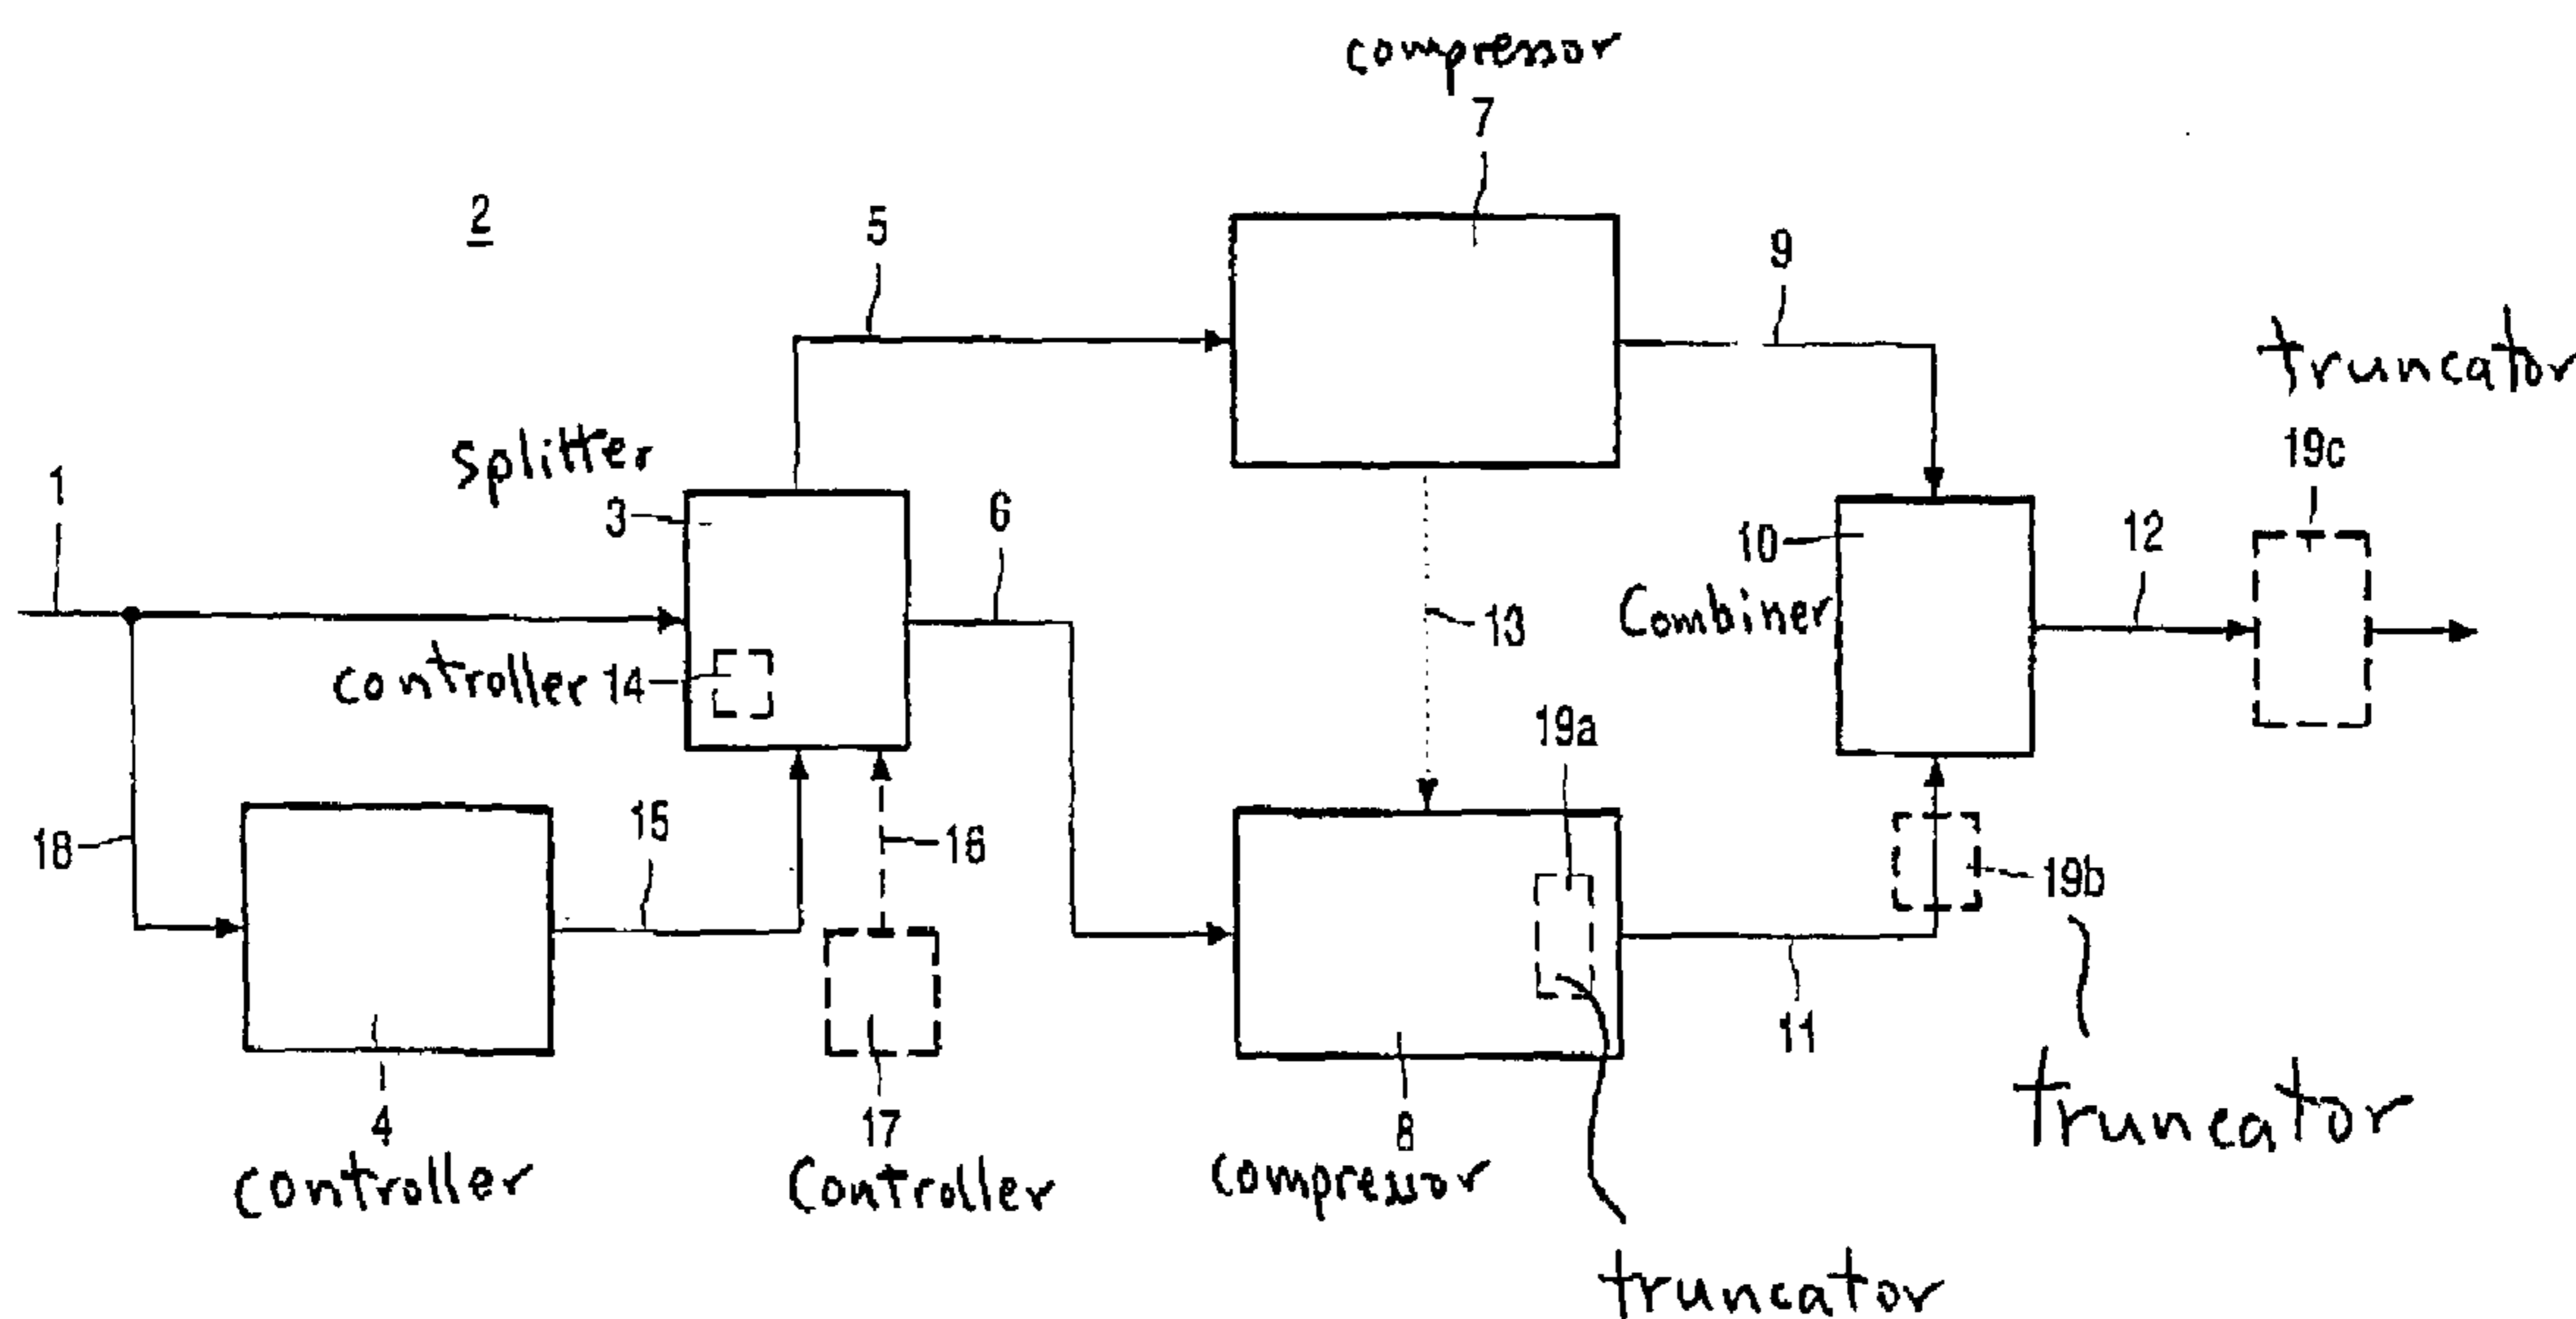 compressor
7
2
5
9
truncator
19c
splitter
1
3
6
10
12
Combiner
13
controller 14
19a
18
15
16
19b
11
4
17
8
controller
Controller
compressor
truncator
truncator